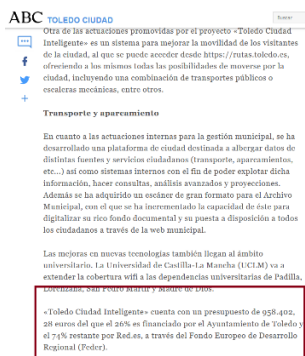 ABC TOLEDO CIUDAD
Buscar
Otra de las actuaciones promovidas por el proyecto «Toledo Ciudad
Inteligente» es un sistema para mejorar la movilidad de los visitantes
de la ciudad, al que se puede acceder desde https://rutas.toledo.es,
ofreciendo a los mismos todas las posibilidades de moverse por la
ciudad, incluyendo una combinación de transportes públicos o
escaleras mecánicas, entre otros.
Transporte y aparcamiento
En cuanto a las actuaciones internas para la gestión municipal, se ha
desarrollado una plataforma de ciudad destinada a albergar datos de
distintas fuentes y servicios ciudadanos (transporte, aparcamientos,
etc...) así como sistemas internos con el fin de poder explotar dicha
información, hacer consultas, análisis avanzados y proyecciones.
Además se ha adquirido un escáner de gran formato para el Archivo
Municipal, con el que se ha incrementado la capacidad de éste para
digitalizar su rico fondo documental y su puesta a disposición a todos
los ciudadanos a través de la web municipal.
Las mejoras en nuevas tecnologías también llegan al ámbito
universitario. La Universidad de Castilla-La Mancha (UCLM) va a
extender la cobertura wifi a las dependencias universitarias de Padilla,
Lorenzana, San Pedro Mártir y Madre de Dios.
«Toledo Ciudad Inteligente» cuenta con un presupuesto de 958.402,
28 euros del que el 26% es financiado por el Ayuntamiento de Toledo y
el 74% restante por Red.es, a través del Fondo Europeo de Desarrollo
Regional (Feder).